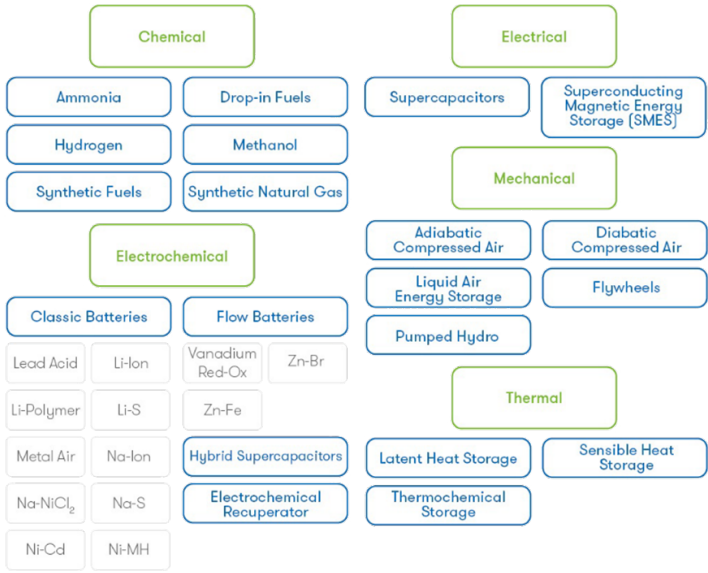 Chemical
Ammonia
Drop-in Fuels
Hydrogen
Methanol
Synthetic Fuels
Synthetic Natural Gas
Electrochemical
Classic Batteries
Flow Batteries
Lead Acid
Li-Ion
Vanadium
Red-Ox
Zn-Br
Li-Polymer
Li-S
Zn-Fe
Metal Air
Na-Ion
Hybrid Supercapacitors
Na-NiCl₂
Na-S
Electrochemical
Recuperator
Ni-Cd
Ni-MH
Electrical
Supercapacitors
Superconducting
Magnetic Energy
Storage (SMES)
Mechanical
Adiabatic
Compressed Air
Diabatic
Compressed Air
Liquid Air
Energy Storage
Flywheels
Pumped Hydro
Thermal
Latent Heat Storage
Sensible Heat
Storage
Thermochemical
Storage